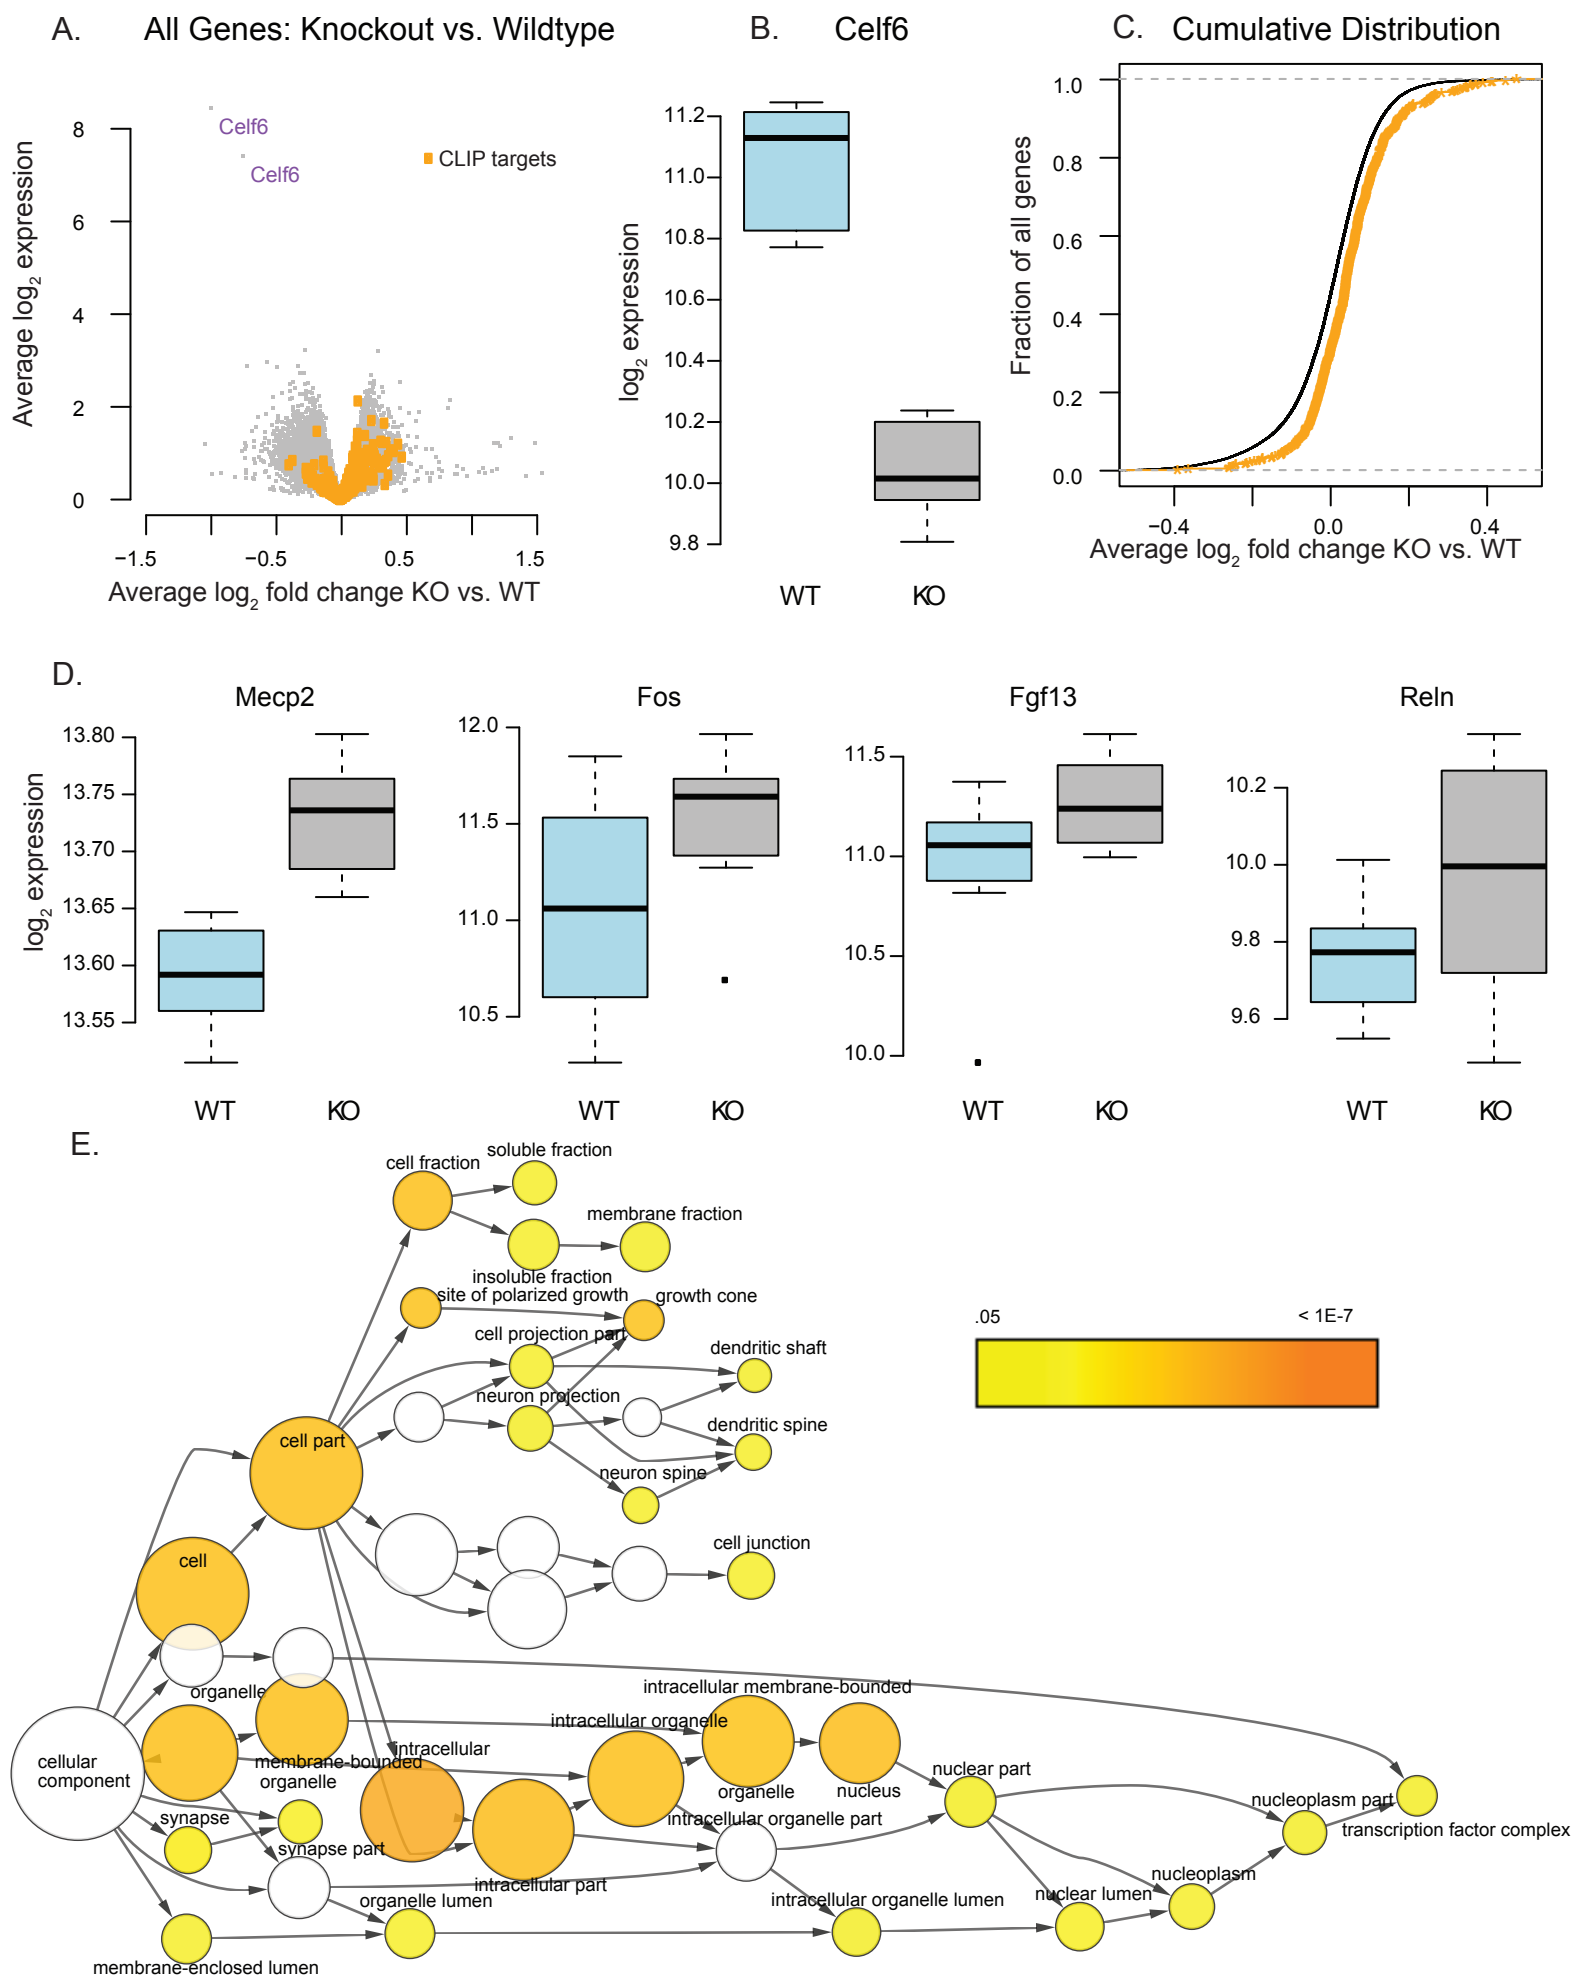 A. All Genes: Knockout vs. Wildtype
Average log2 expression
8
6
4
2
0
Celf6
Celf6
CLIP targets
−1.5 −0.5 0.5 1.5
Average log2 fold change KO vs. WT
B. Celf6
log2 expression
11.2
11.0
10.8
10.6
10.4
10.2
10.0
9.8
WT KO
C. Cumulative Distribution
Fraction of all genes
1.0
0.8
0.6
0.4
0.2
0.0
−0.4 0.0 0.4
Average log2 fold change KO vs. WT
D.
Mecp2
log2 expression
13.80
13.75
13.70
13.65
13.60
13.55
WT KO
Fos
12.0
11.5
11.0
10.5
WT KO
Fgf13
11.5
11.0
10.5
10.0
WT KO
Reln
10.2
10.0
9.8
9.6
WT KO
E.
cell fraction
soluble fraction
membrane fraction
insoluble fraction
site of polarized growth
growth cone
cell projection part
dendritic shaft
neuron projection
dendritic spine
neuron spine
cell part
cell junction
cell
.05 < 1E-7
organelle
cellular
component
membrane-bounded
organelle
intracellular
intracellular organelle
intracellular membrane-bounded
organelle
nucleus
nuclear part
nucleoplasm part
transcription factor complex
synapse
synapse part
intracellular organelle part
intracellular part
organelle lumen
intracellular organelle lumen
nuclear lumen
nucleoplasm
membrane-enclosed lumen